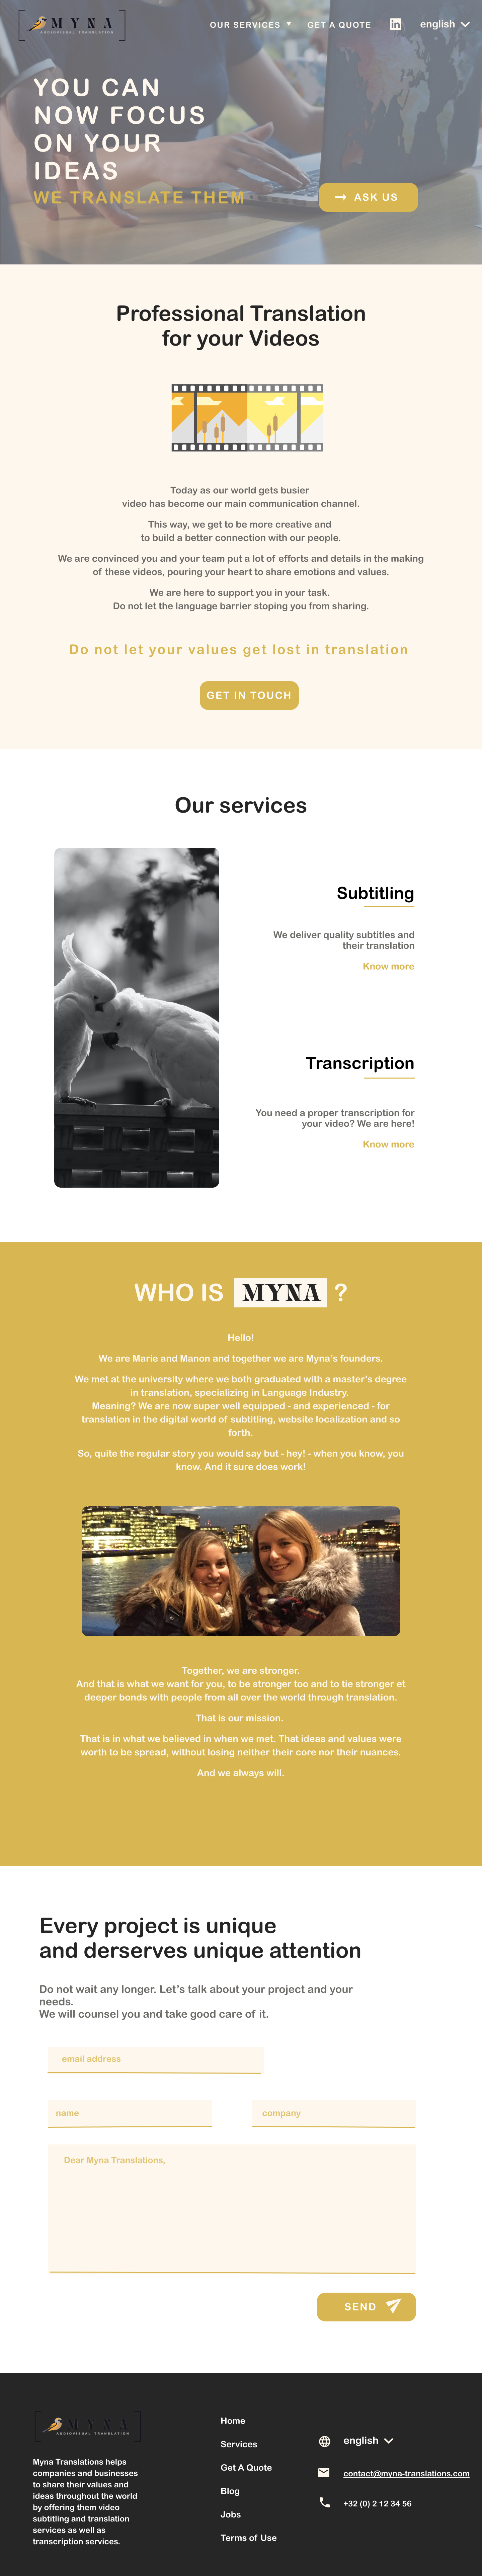 MYNA
AUDIOVISUAL TRANSLATION
OUR SERVICES
GET A QUOTE
in
english
YOU CAN
NOW FOCUS
ON YOUR
IDEAS
WE TRANSLATE THEM
ASK US
Professional Translation
for your Videos
Today as our world gets busier
video has become our main communication channel.
This way, we get to be more creative and
to build a better connection with our people.
We are convinced you and your team put a lot of efforts and details in the making
of these videos, pouring your heart to share emotions and values.
We are here to support you in your task.
Do not let the language barrier stoping you from sharing.
Do not let your values get lost in translation
GET IN TOUCH
Our services
Subtitling
We deliver quality subtitles and
their translation
Know more
Transcription
You need a proper transcription for
your video? We are here!
Know more
WHO IS MYNA ?
Hello!
We are Marie and Manon and together we are Myna's founders.
We met at the university where we both graduated with a master's degree
in translation, specializing in Language Industry.
Meaning? We are now super well equipped - and experienced - for
translation in the digital world of subtitling, website localization and so
forth.
So, quite the regular story you would say but - hey! - when you know, you
know. And it sure does work!
Together, we are stronger.
And that is what we want for you, to be stronger too and to tie stronger et
deeper bonds with people from all over the world through translation.
That is our mission.
That is in what we believed in when we met. That ideas and values were
worth to be spread, without losing neither their core nor their nuances.
And we always will.
Every project is unique
and derserves unique attention
Do not wait any longer. Let's talk about your project and your
needs.
We will counsel you and take good care of it.
email address
name
company
Dear Myna Translations,
SEND
MYNA
AUDIOVISUAL TRANSLATION
Myna Translations helps
companies and businesses
to share their values and
ideas throughout the world
by offering them video
subtitling and translation
services as well as
transcription services.
Home
Services
Get A Quote
Blog
Jobs
Terms of Use
english
contact@myna-translations.com
+32 (0) 2 12 34 56